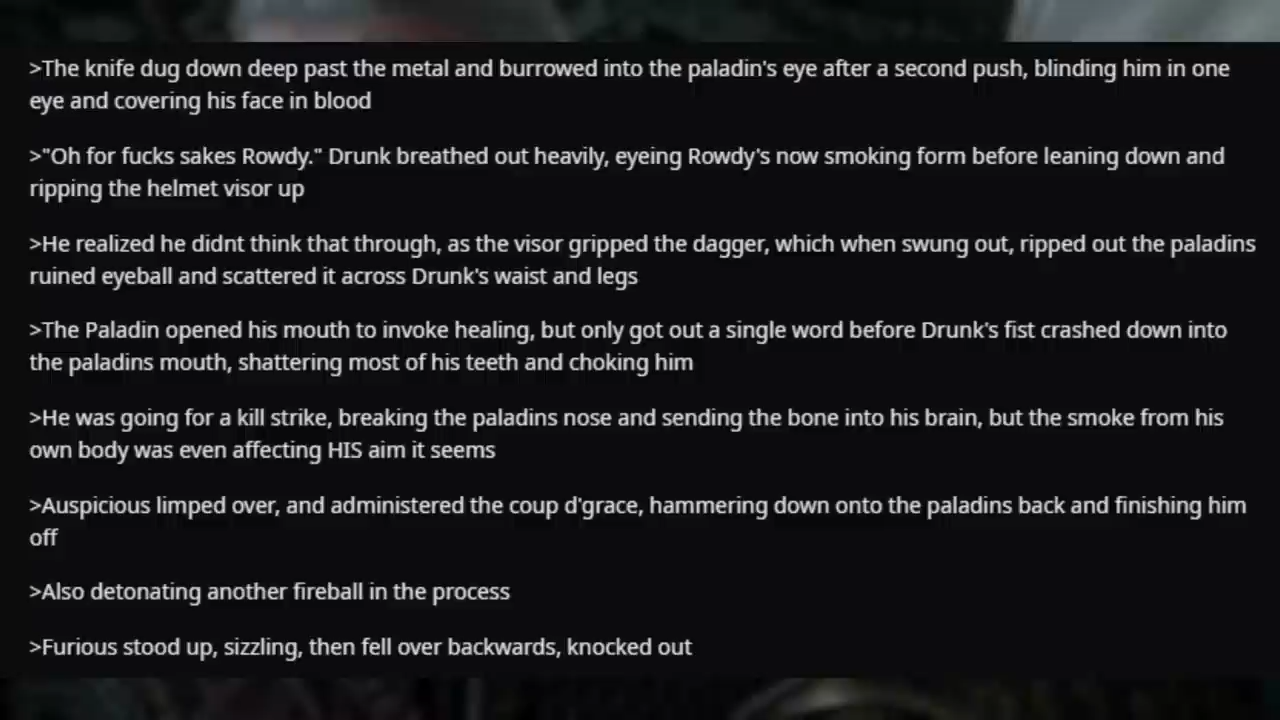 >The knife dug down deep past the metal and burrowed into the paladin's eye after a second push, blinding him in one
eye and covering his face in blood
>"Oh for fucks sakes Rowdy." Drunk breathed out heavily, eyeing Rowdy's now smoking form before leaning down and
ripping the helmet visor up
>He realized he didnt think that through, as the visor gripped the dagger, which when swung out, ripped out the paladins
ruined eyeball and scattered it across Drunk's waist and legs
>The Paladin opened his mouth to invoke healing, but only got out a single word before Drunk's fist crashed down into
the paladins mouth, shattering most of his teeth and choking him
>He was going for a kill strike, breaking the paladins nose and sending the bone into his brain, but the smoke from his
own body was even affecting HIS aim it seems
>Auspicious limped over, and administered the coup d'grace, hammering down onto the paladins back and finishing him
off
>Also detonating another fireball in the process
>Furious stood up, sizzling, then fell over backwards, knocked out